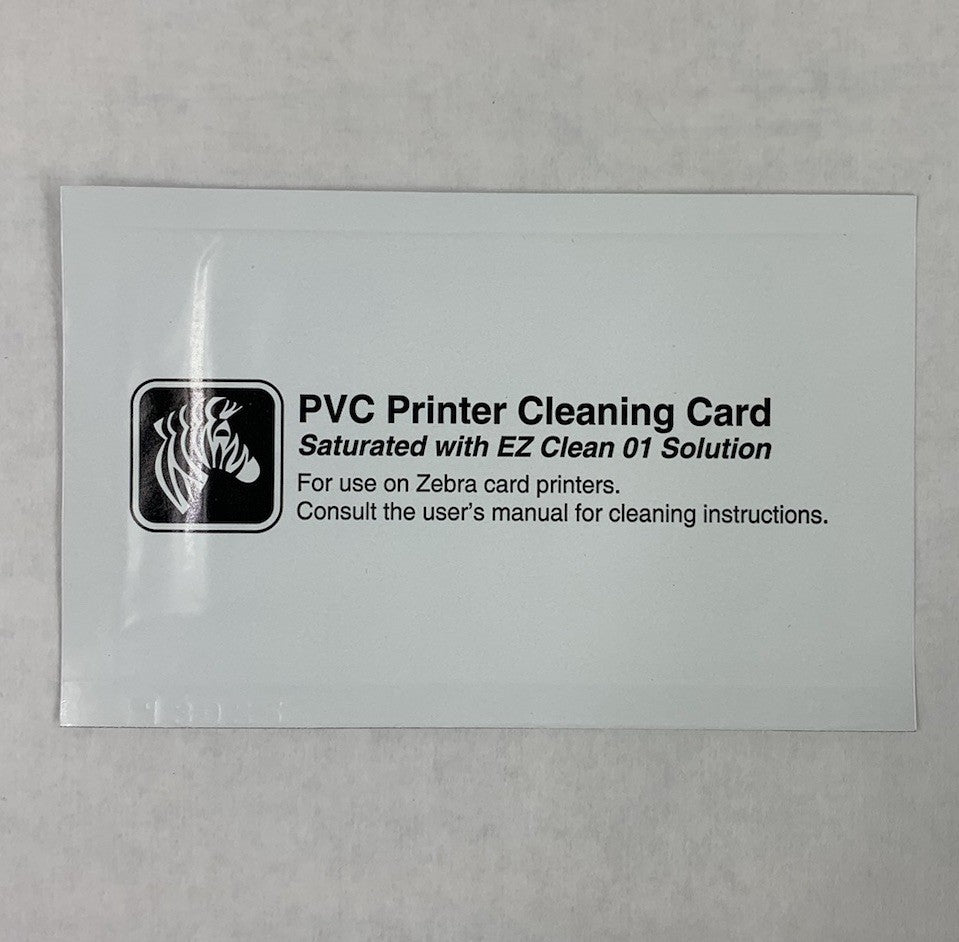 PVC Printer Cleaning Card
Saturated with EZ Clean 01 Solution
For use on Zebra card printers.
Consult the user's manual for cleaning instructions.